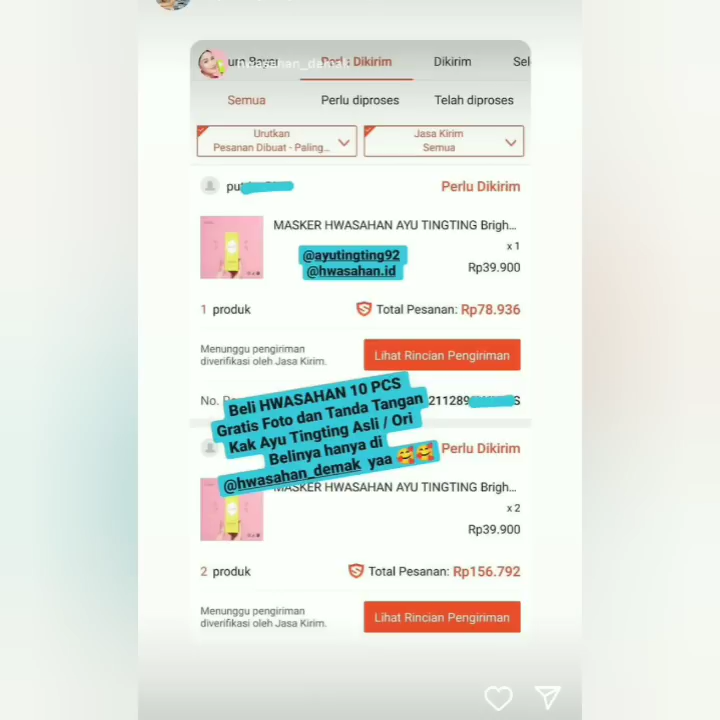 hwasahan_demak
Perlu Dikirim
Dikirim
Semua
Perlu diproses
Telah diproses
Urutkan
Pesanan Dibuat - Paling...
Jasa Kirim
Semua
Perlu Dikirim
MASKER HWASAHAN AYU TINGTING Brigh...
x 1
@ayutingting92
@hwasahan.id
Rp39.900
1 produk
Total Pesanan: Rp78.936
Menunggu pengiriman
diverifikasi oleh Jasa Kirim.
Lihat Rincian Pengiriman
No.
Beli HWASAHAN 10 PCS
Gratis Foto dan Tanda Tangan
Kak Ayu Tingting Asli / Ori
Belinya hanya di
@hwasahan_demak yaa 🥰🥰
Perlu Dikirim
MASKER HWASAHAN AYU TINGTING Brigh...
x 2
Rp39.900
2 produk
Total Pesanan: Rp156.792
Menunggu pengiriman
diverifikasi oleh Jasa Kirim.
Lihat Rincian Pengiriman